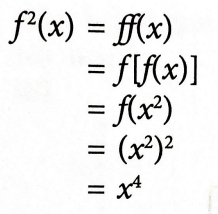 f²(x) = ff(x)
= f[f(x)]
= f(x²)
= (x²)²
= x⁴